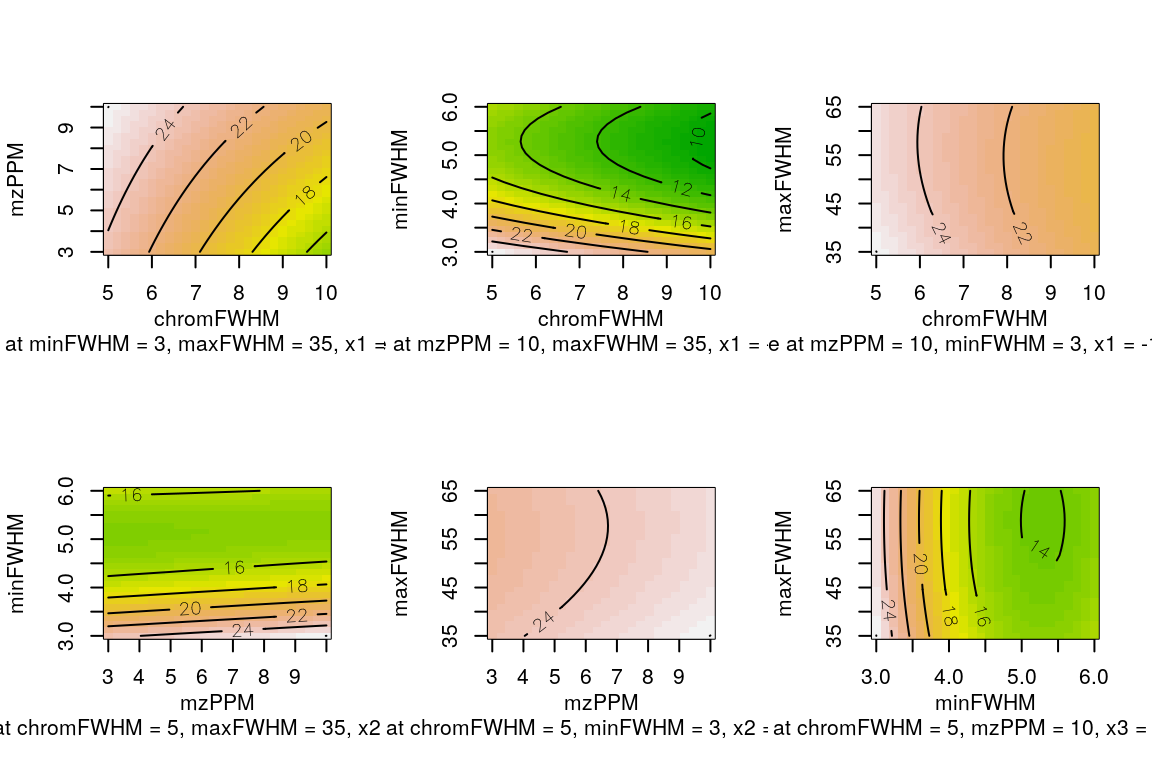 mzPPM
9
7
5
3
24
22
20
18
5 6 7 8 9 10
chromFWHM
at minFWHM = 3, maxFWHM = 35, x1 =
minFWHM
6.0
5.0
4.0
3.0
10
14
12
16
18
20
22
5 6 7 8 9 10
chromFWHM
at mzPPM = 10, maxFWHM = 35, x1 =
maxFWHM
65
55
45
35
24
22
5 6 7 8 9 10
chromFWHM
e at mzPPM = 10, minFWHM = 3, x1 = -1
minFWHM
6.0
5.0
4.0
3.0
16
16
18
20
22
24
3 4 5 6 7 8 9
mzPPM
at chromFWHM = 5, maxFWHM = 35, x2
maxFWHM
65
55
45
35
24
3 4 5 6 7 8 9
mzPPM
at chromFWHM = 5, minFWHM = 3, x2 =
maxFWHM
65
55
45
35
24
20
18
16
14
3.0 4.0 5.0 6.0
minFWHM
at chromFWHM = 5, mzPPM = 10, x3 =